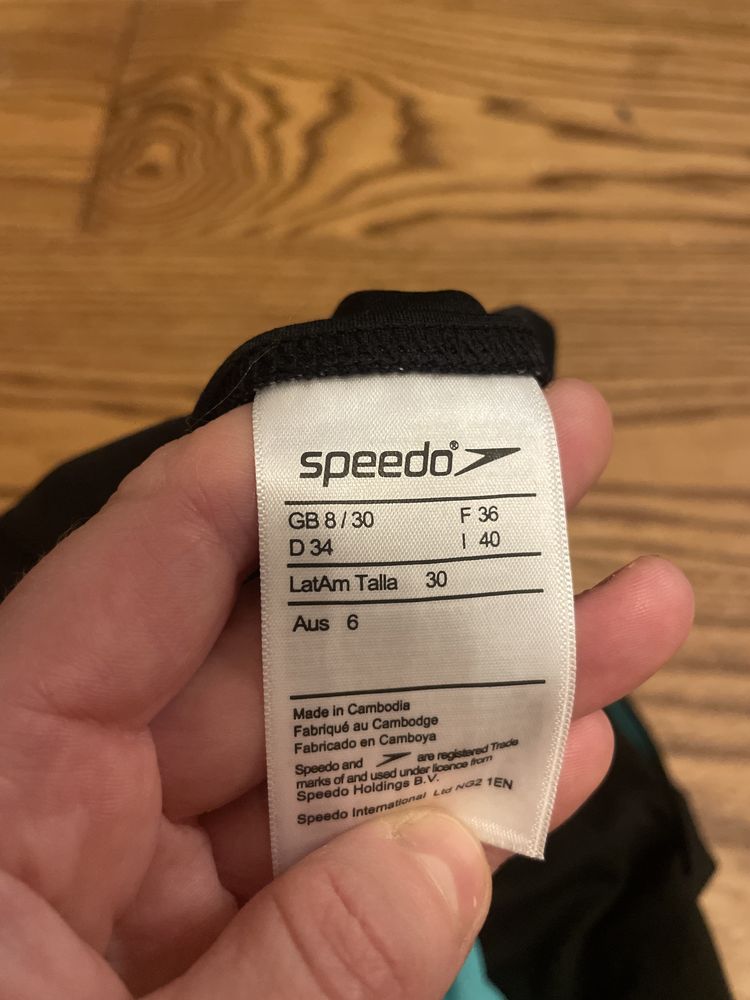 speedo®
GB 8 / 30 F 36
D 34 I 40
LatAm Talla 30
Aus 6
Made in Cambodia
Fabriqué au Cambodge
Fabricado en Camboya
Speedo and are registered Trade
marks of and used under licence from
Speedo Holdings B.V.
Speedo International Ltd NG2 1EN